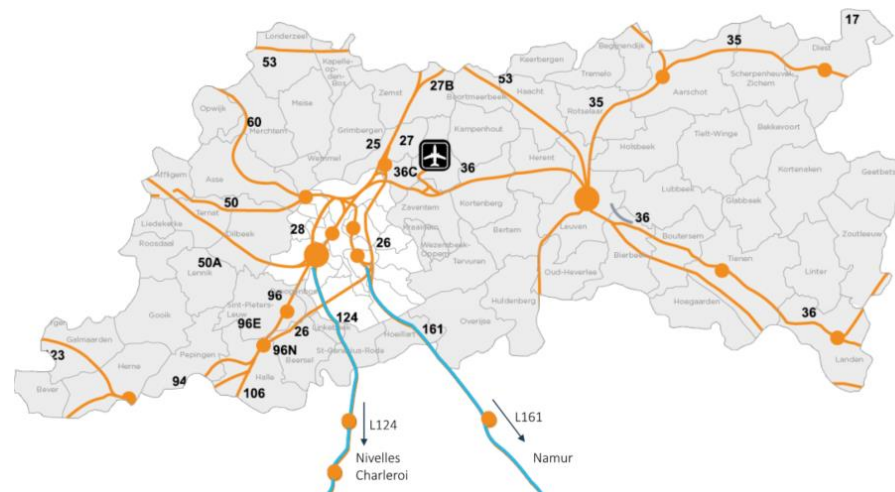 17
Londerzeel
53
Kapelle-
op-
den-
Bos
Zemst
27B
Boortmeerbeek
53
Haacht
Keerbergen
Tremelo
Begijnendijk
35
Diest
Scherpenheuvel
Zichem
Aarschot
Rotselaar
35
Opwijk
60
Merchtem
Meise
Grimbergen
Kampenhout
Wemmel
25
27
36C
36
Herent
Holsbeek
Tielt-Winge
Bekkevoort
Kortenaken
Geetbets
Affligem
Asse
50
Ternat
Liedekerke
Roosdaal
Dilbeek
50A
Lennik
28
26
Zaventem
Kraainem
Wezembeek-
Oppem
Tervuren
Kortenberg
Bertem
Leuven
Oud-Heverlee
Bierbeek
36
Lubbeek
Boutersem
Glabbeek
Tienen
Zoutleeuw
Linter
Hoegaarden
36
Landen
Huldenberg
Overijse
Hoeilaart
161
124
St-Genesius-Rode
96
Sint-Pieters-
Leeuw
96E
26
96N
Beersel
Halle
106
94
Pepingen
Gooik
Galmaarden
Herne
Bever
L124
Nivelles
Charleroi
L161
Namur